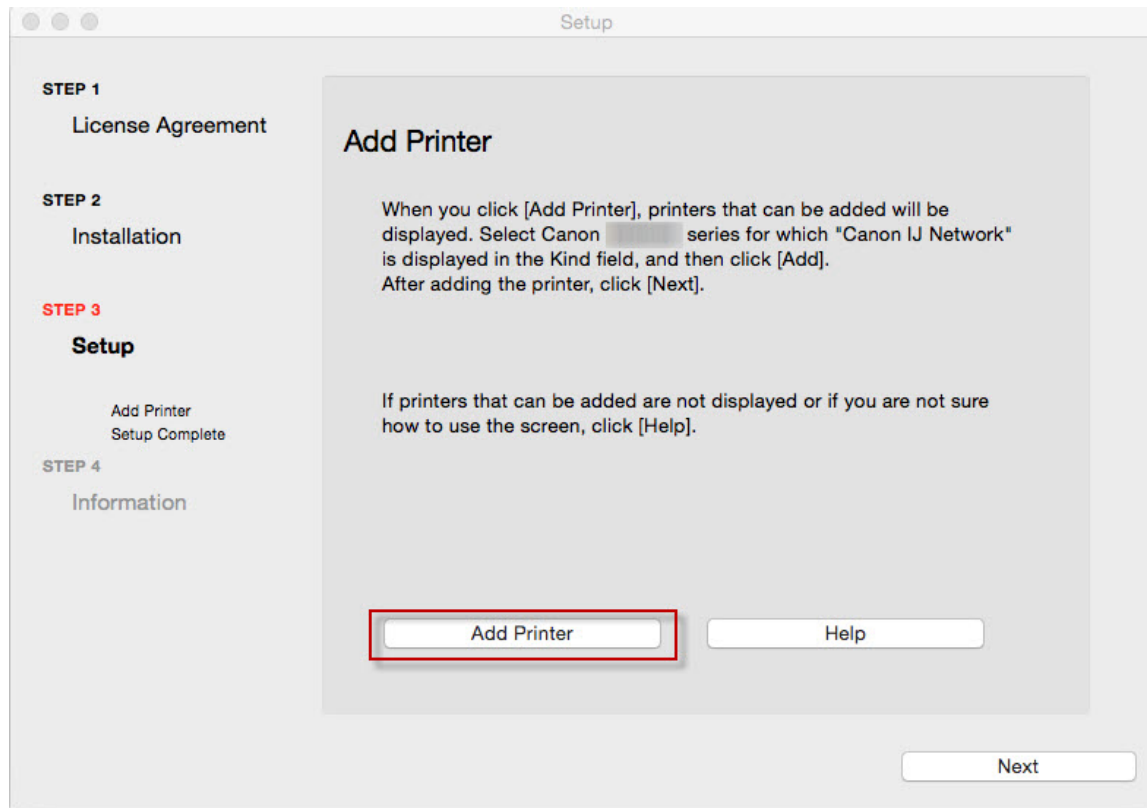 Setup
STEP 1
License Agreement
STEP 2
Installation
STEP 3
Setup
Add Printer
Setup Complete
STEP 4
Information
Add Printer
When you click [Add Printer], printers that can be added will be
displayed. Select Canon series for which "Canon IJ Network"
is displayed in the Kind field, and then click [Add].
After adding the printer, click [Next].
If printers that can be added are not displayed or if you are not sure
how to use the screen, click [Help].
Add Printer
Help
Next